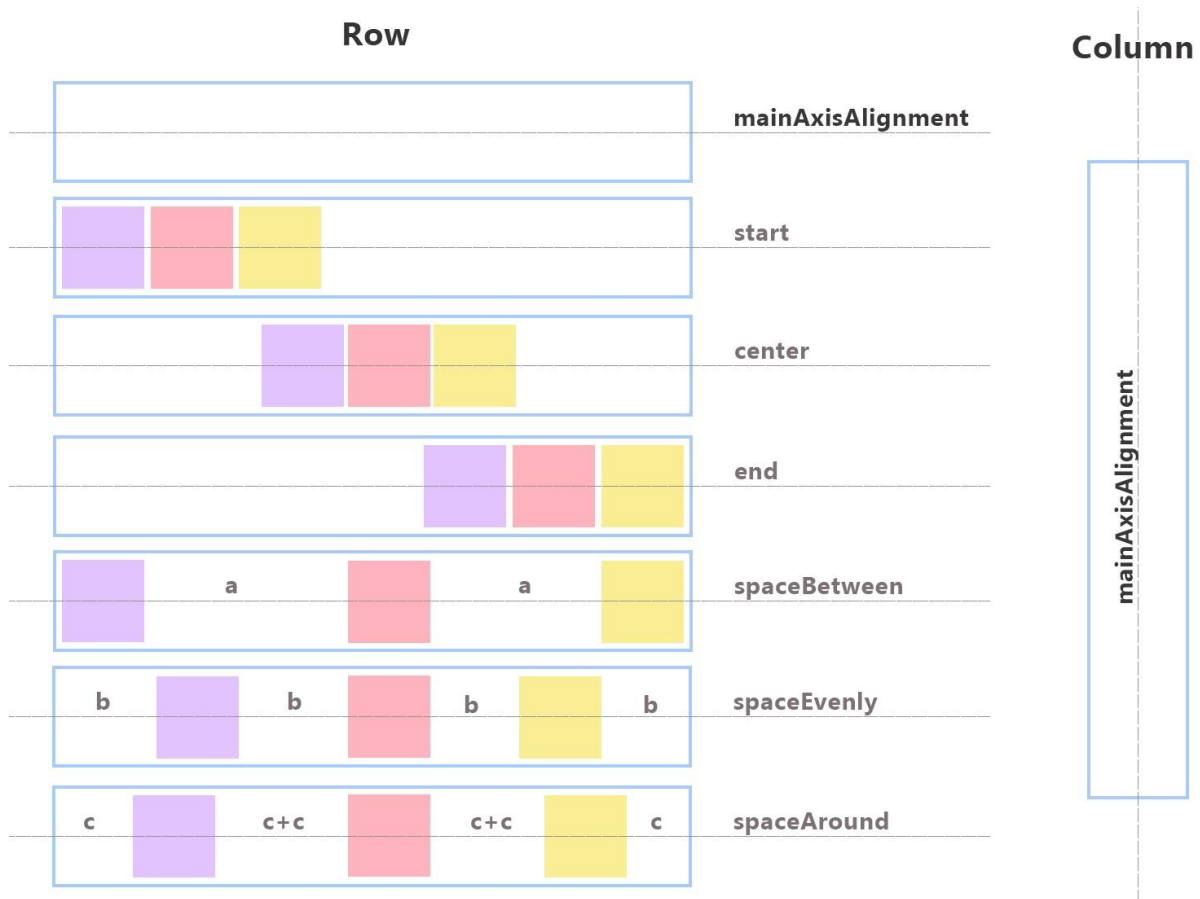 Row
Column
mainAxisAlignment
start
center
end
a a spaceBetween
b b b b spaceEvenly
c c+c c+c c spaceAround
mainAxisAlignment